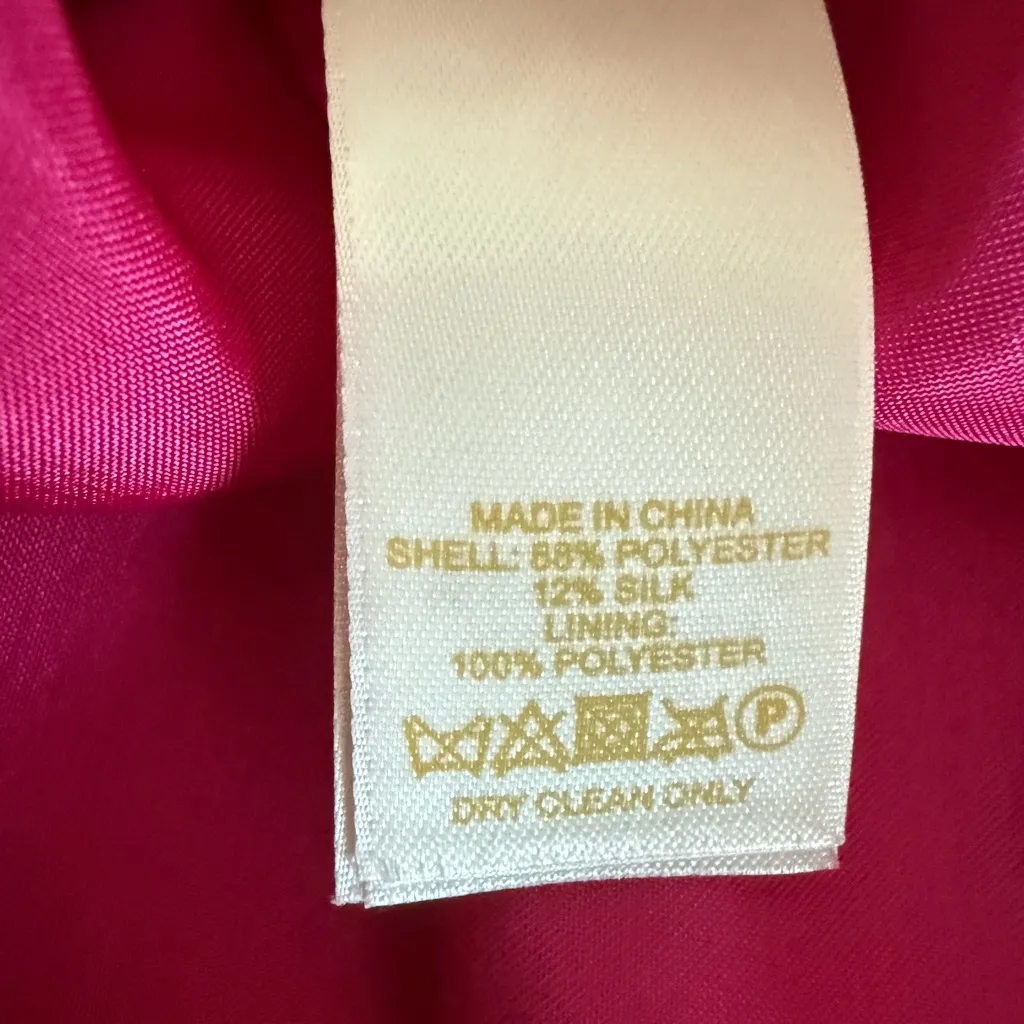 MADE IN CHINA
SHELL: 88% POLYESTER
12% SILK
LINING:
100% POLYESTER
P
DRY CLEAN ONLY